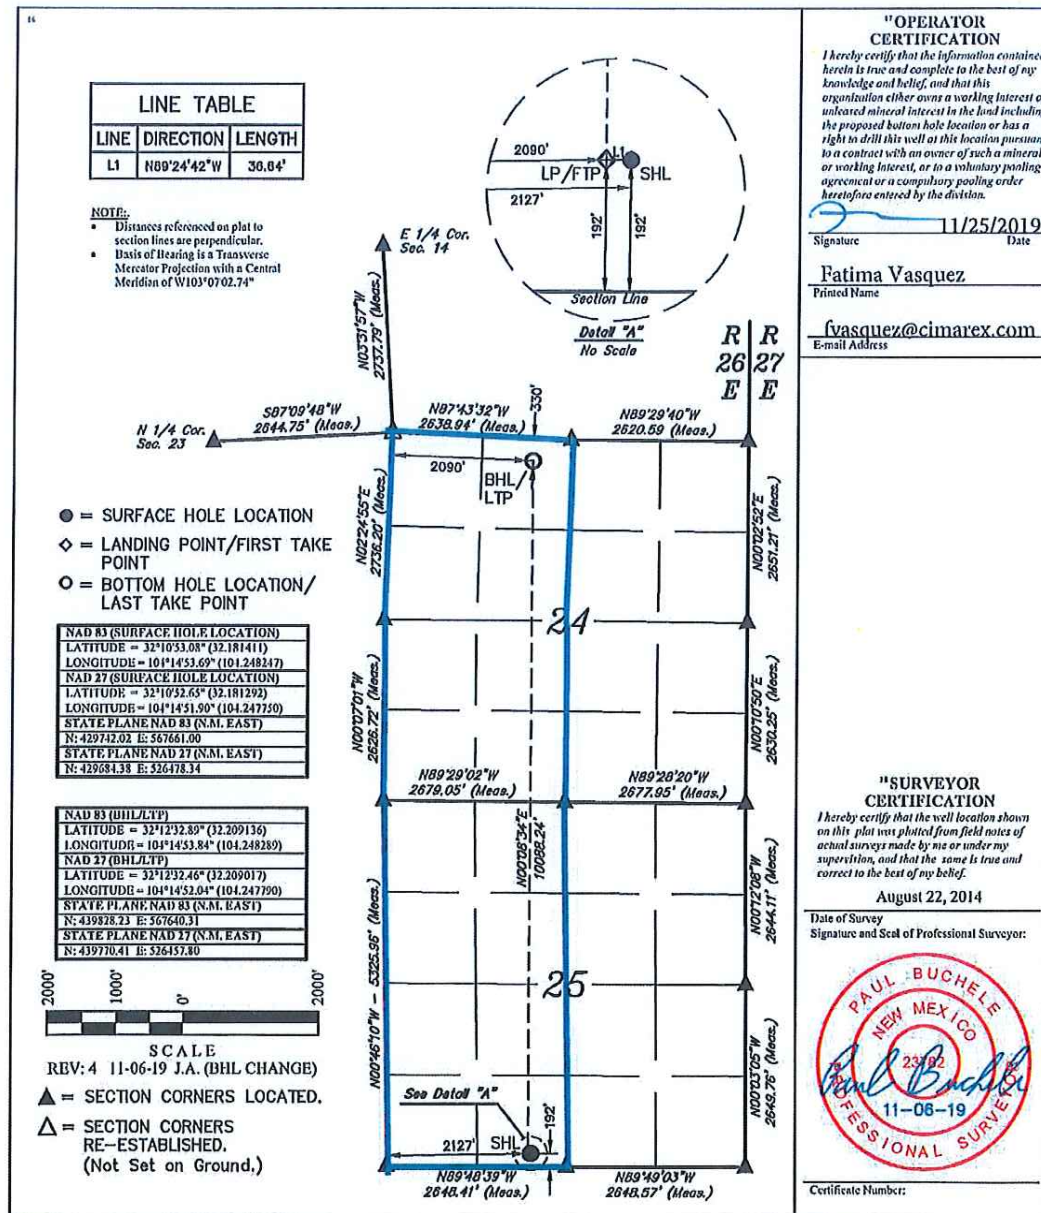 16
LINE TABLE
LINE DIRECTION LENGTH
L1 N89°24'42"W 36.64'
NOTE:
• Distances referenced on plat to
section lines are perpendicular.
• Basis of Bearing is a Transverse
Mercator Projection with a Central
Meridian of W103°07'02.74"
2090'
L1
LP/FTP
SHL
2127'
192'
192'
Section Line
Detail "A"
No Scale
E 1/4 Cor.
Sec. 14
N03°31'57"W
2737.79' (Meas.)
R R
26 27
E E
N 1/4 Cor.
Sec. 23
S87°09'48"W
2644.75' (Meas.)
N87°43'32"W
2638.94' (Meas.)
330'
N89°29'40"W
2620.59 (Meas.)
2090'
BHL/
LTP
N02°24'55"E
2736.20' (Meas.)
N00°02'52"E
2651.21' (Meas.)
= SURFACE HOLE LOCATION
= LANDING POINT/FIRST TAKE
POINT
= BOTTOM HOLE LOCATION/
LAST TAKE POINT
24
NAD 83 (SURFACE HOLE LOCATION)
LATITUDE = 32°10'53.08" (32.181411)
LONGITUDE = 104°14'53.69" (104.248247)
NAD 27 (SURFACE HOLE LOCATION)
LATITUDE = 32°10'52.65" (32.181292)
LONGITUDE = 104°14'51.90" (104.247750)
STATE PLANE NAD 83 (N.M. EAST)
N: 429742.02 E: 567661.00
STATE PLANE NAD 27 (N.M. EAST)
N: 429684.38 E: 526478.34
N00°07'01"W
2626.72' (Meas.)
N00°10'50"E
2630.25' (Meas.)
N89°29'02"W
2679.05' (Meas.)
N89°28'20"W
2677.95' (Meas.)
NAD 83 (BHL/LTP)
LATITUDE = 32°12'32.89" (32.209136)
LONGITUDE = 104°14'53.84" (104.248289)
NAD 27 (BHL/LTP)
LATITUDE = 32°12'32.46" (32.209017)
LONGITUDE = 104°14'52.04" (104.247790)
STATE PLANE NAD 83 (N.M. EAST)
N: 439828.23 E: 567640.31
STATE PLANE NAD 27 (N.M. EAST)
N: 439770.41 E: 526457.80
N00°08'34"E
10088.24'
N00°46'10"W - 5325.96' (Meas.)
N00°12'08"W
2644.11' (Meas.)
25
2000' 1000' 0' 2000'
SCALE
REV: 4 11-06-19 J.A. (BHL CHANGE)
= SECTION CORNERS LOCATED.
= SECTION CORNERS
RE-ESTABLISHED.
(Not Set on Ground.)
N00°03'05"W
2649.76' (Meas.)
See Detail "A"
2127'
SHL
192'
N89°48'39"W
2648.41' (Meas.)
N89°49'03"W
2648.57' (Meas.)
"OPERATOR
CERTIFICATION
I hereby certify that the information contained
herein is true and complete to the best of my
knowledge and belief, and that this
organization either owns a working interest or
unleased mineral interest in the land including
the proposed bottom hole location or has a
right to drill this well at this location pursuant
to a contract with an owner of such a mineral
or working interest, or to a voluntary pooling
agreement or a compulsory pooling order
heretofore entered by the division.
11/25/2019
Signature Date
Fatima Vasquez
Printed Name
fvasquez@cimarex.com
E-mail Address
"SURVEYOR
CERTIFICATION
I hereby certify that the well location shown
on this plat was plotted from field notes of
actual surveys made by me or under my
supervision, and that the same is true and
correct to the best of my belief.
August 22, 2014
Date of Survey
Signature and Seal of Professional Surveyor:
PAUL BUCHELE
NEW MEXICO
23782
Paul Buchele
11-06-19
PROFESSIONAL SURVEYOR
Certificate Number: